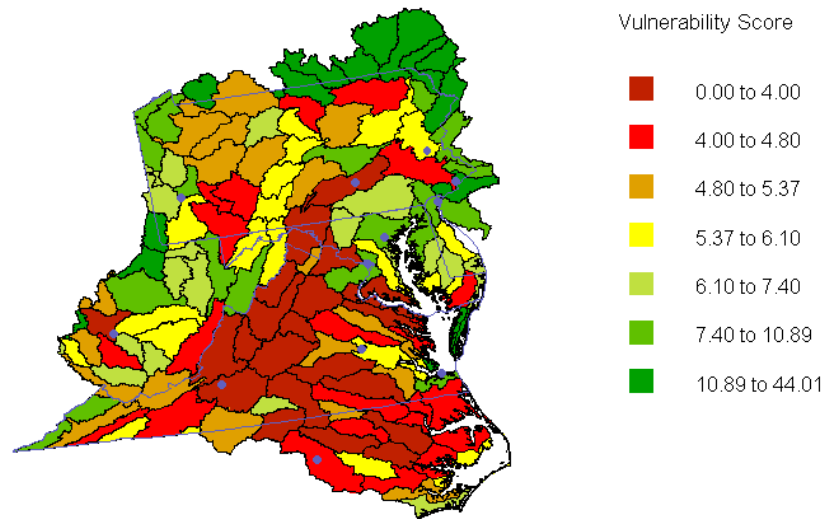 Vulnerability Score
0.00 to 4.00
4.00 to 4.80
4.80 to 5.37
5.37 to 6.10
6.10 to 7.40
7.40 to 10.89
10.89 to 44.01